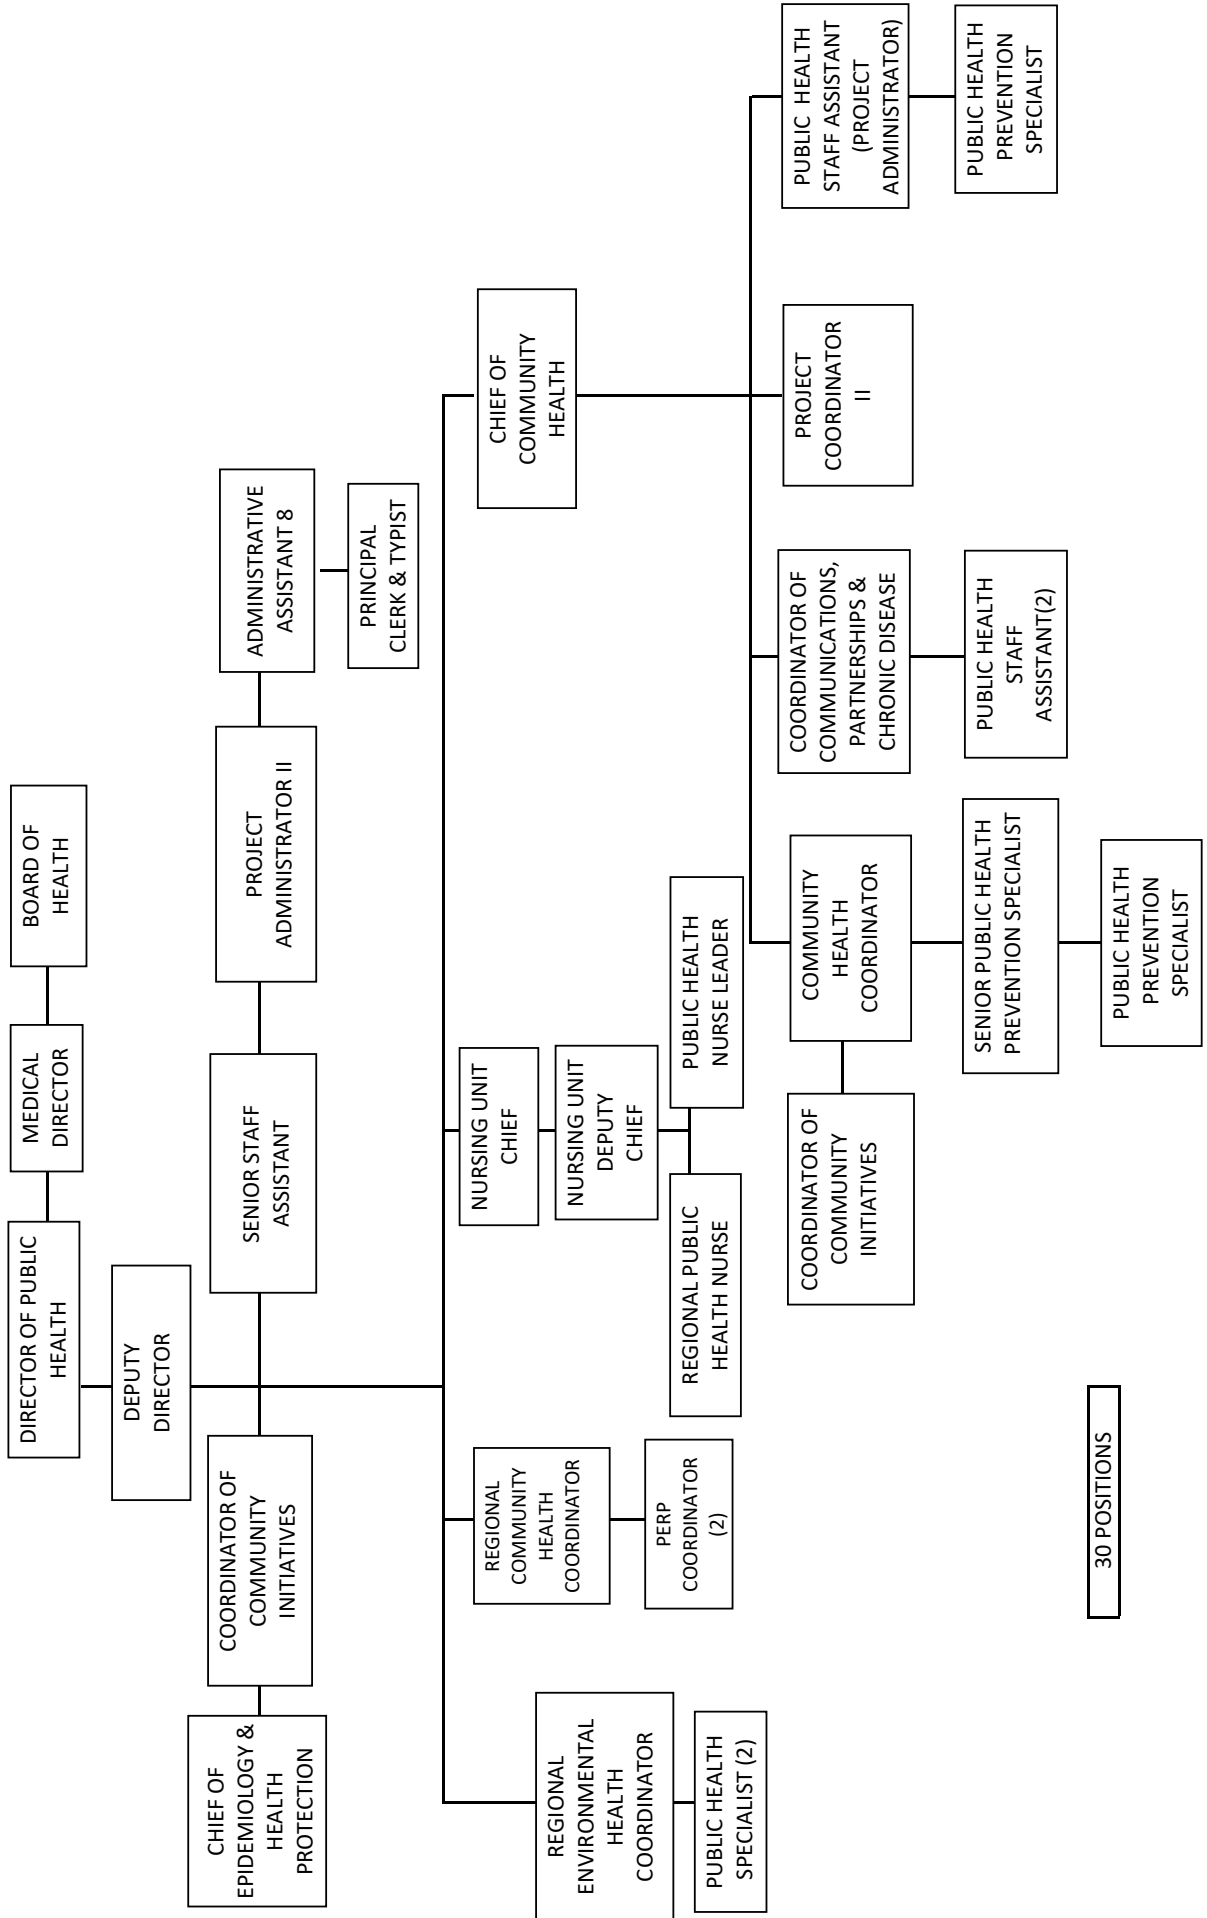 DIRECTOR OF PUBLIC
HEALTH
MEDICAL
DIRECTOR
BOARD OF
HEALTH
DEPUTY
DIRECTOR
CHIEF OF
EPIDEMIOLOGY &
HEALTH
PROTECTION
COORDINATOR OF
COMMUNITY
INITIATIVES
SENIOR STAFF
ASSISTANT
PROJECT
ADMINISTRATOR II
ADMINISTRATIVE
ASSISTANT 8
PRINCIPAL
CLERK & TYPIST
REGIONAL
ENVIRONMENTAL
HEALTH
COORDINATOR
PUBLIC HEALTH
SPECIALIST (2)
REGIONAL
COMMUNITY
HEALTH
COORDINATOR
PERP
COORDINATOR
(2)
NURSING UNIT
CHIEF
NURSING UNIT
DEPUTY
CHIEF
REGIONAL PUBLIC
HEALTH NURSE
PUBLIC HEALTH
NURSE LEADER
CHIEF OF
COMMUNITY
HEALTH
COORDINATOR OF
COMMUNITY
INITIATIVES
COMMUNITY
HEALTH
COORDINATOR
SENIOR PUBLIC HEALTH
PREVENTION SPECIALIST
PUBLIC HEALTH
PREVENTION
SPECIALIST
COORDINATOR OF
COMMUNICATIONS,
PARTNERSHIPS &
CHRONIC DISEASE
PUBLIC HEALTH
STAFF
ASSISTANT(2)
PROJECT
COORDINATOR
II
PUBLIC HEALTH
STAFF ASSISTANT
(PROJECT
ADMINISTRATOR)
PUBLIC HEALTH
PREVENTION
SPECIALIST
30 POSITIONS